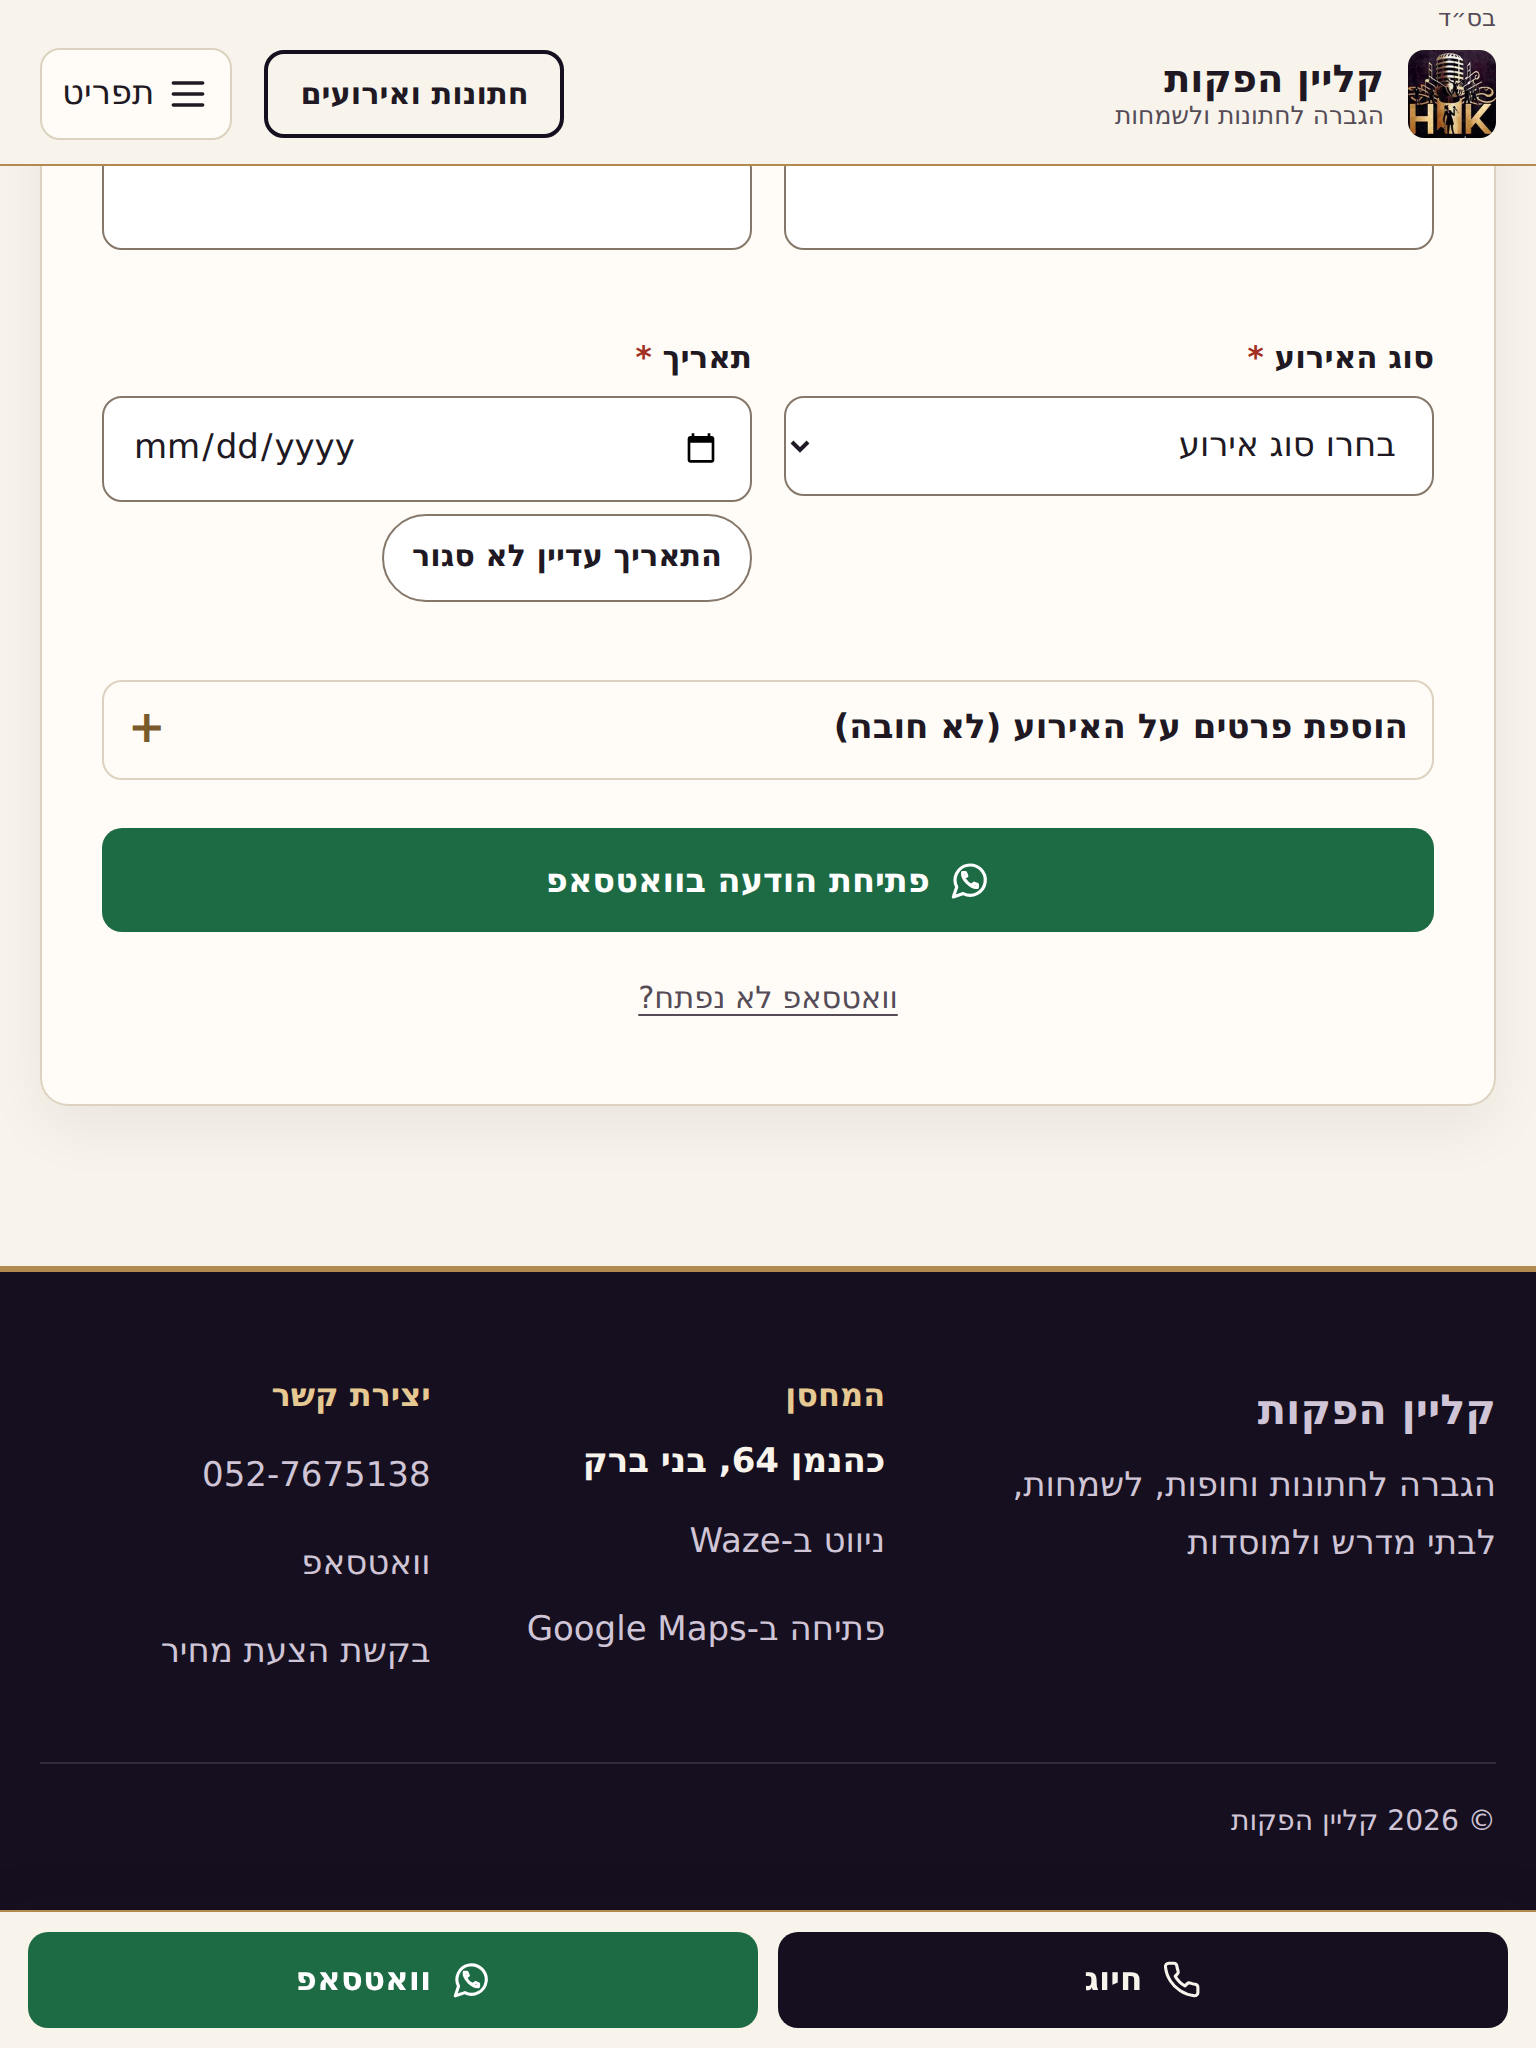 בס״ד
קליין הפקות
הגברה לחתונות ולשמחות
חתונות ואירועים
תפריט
HK
סוג האירוע *
תאריך *
בחרו סוג אירוע
mm/dd/yyyy
התאריך עדיין לא סגור
הוספת פרטים על האירוע (לא חובה)
+
פתיחת הודעה בוואטסאפ
וואטסאפ לא נפתח?
קליין הפקות
הגברה לחתונות וחופות, לשמחות,
לבתי מדרש ולמוסדות
המחסן
כהנמן 64, בני ברק
ניווט ב-Waze
פתיחה ב-Google Maps
יצירת קשר
052-7675138
וואטסאפ
בקשת הצעת מחיר
© 2026 קליין הפקות
חיוג
וואטסאפ